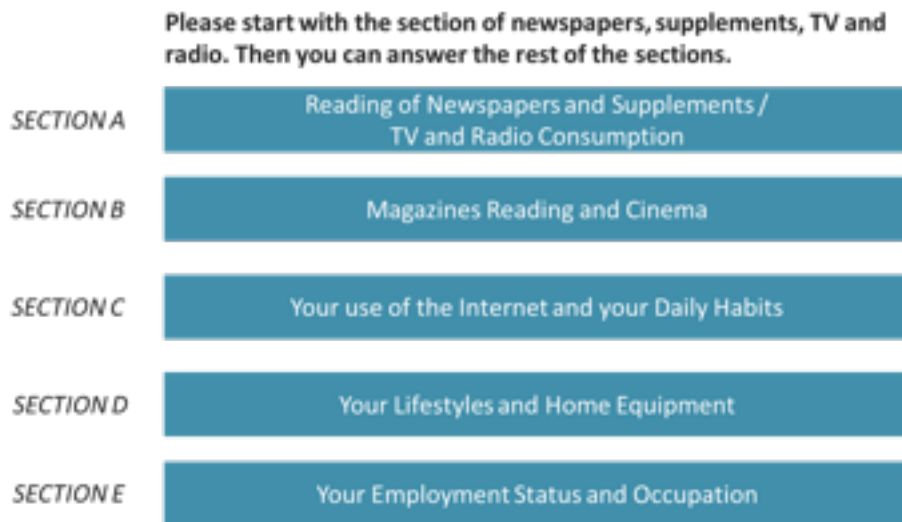 Please start with the section of newspapers, supplements, TV and
radio. Then you can answer the rest of the sections.
SECTION A
Reading of Newspapers and Supplements /
TV and Radio Consumption
SECTION B
Magazines Reading and Cinema
SECTION C
Your use of the Internet and your Daily Habits
SECTION D
Your Lifestyles and Home Equipment
SECTION E
Your Employment Status and Occupation